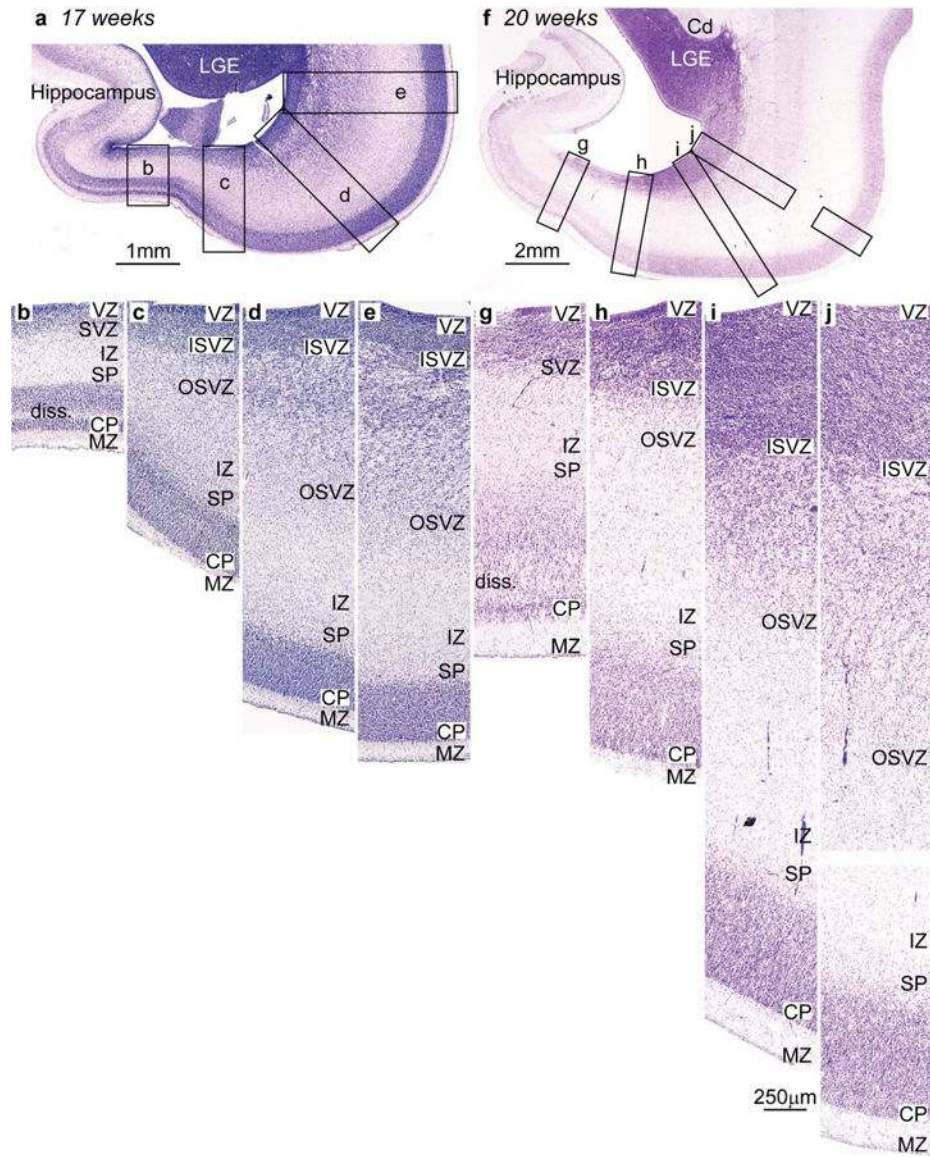 a 17 weeks
LGE
Hippocampus
b
c
d
e
1mm
f 20 weeks
Cd
LGE
Hippocampus
g
h
i
j
2mm
b
VZ
SVZ
IZ
SP
diss.
CP
MZ
c
VZ
ISVZ
OSVZ
IZ
SP
CP
MZ
d
VZ
ISVZ
OSVZ
IZ
SP
CP
MZ
e
VZ
ISVZ
OSVZ
IZ
SP
CP
MZ
g
VZ
SVZ
IZ
SP
diss.
CP
MZ
h
VZ
ISVZ
OSVZ
IZ
SP
CP
MZ
i
VZ
ISVZ
OSVZ
IZ
SP
CP
MZ
250μm
j
VZ
ISVZ
OSVZ
IZ
SP
CP
MZ